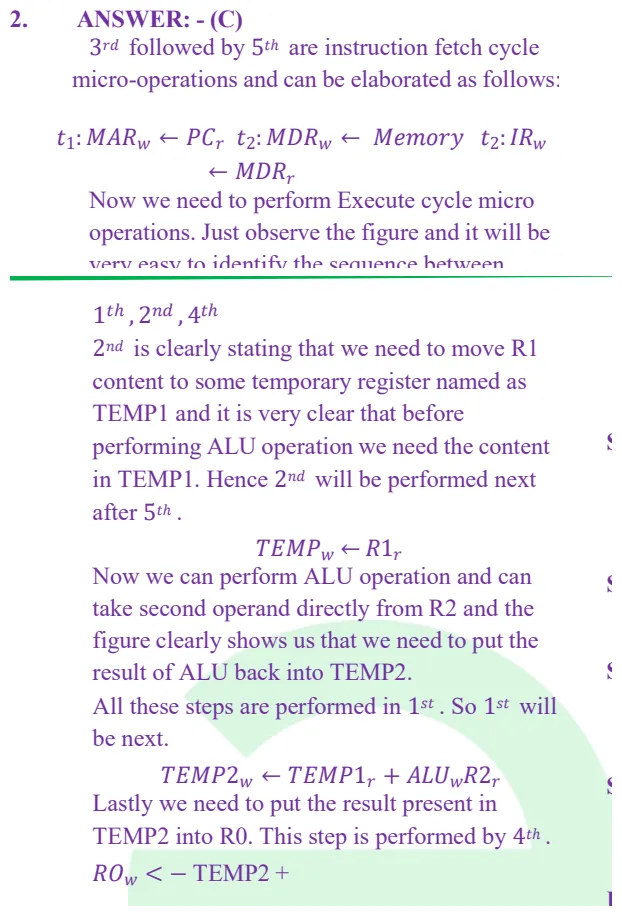 2. ANSWER: - (C)
3rd followed by 5th are instruction fetch cycle
micro-operations and can be elaborated as follows:
t₁: MARw ← PCr t₂: MDRw ← Memory t₂: IRw
← MDRr
Now we need to perform Execute cycle micro
operations. Just observe the figure and it will be
very easy to identify the sequence between
1th , 2nd , 4th
2nd is clearly stating that we need to move R1
content to some temporary register named as
TEMP1 and it is very clear that before
performing ALU operation we need the content
in TEMP1. Hence 2nd will be performed next
after 5th .
TEMPw ← R1r
Now we can perform ALU operation and can
take second operand directly from R2 and the
figure clearly shows us that we need to put the
result of ALU back into TEMP2.
All these steps are performed in 1st . So 1st will
be next.
TEMP2w ← TEMP1r + ALUwR2r
Lastly we need to put the result present in
TEMP2 into R0. This step is performed by 4th .
ROw < − TEMP2 +